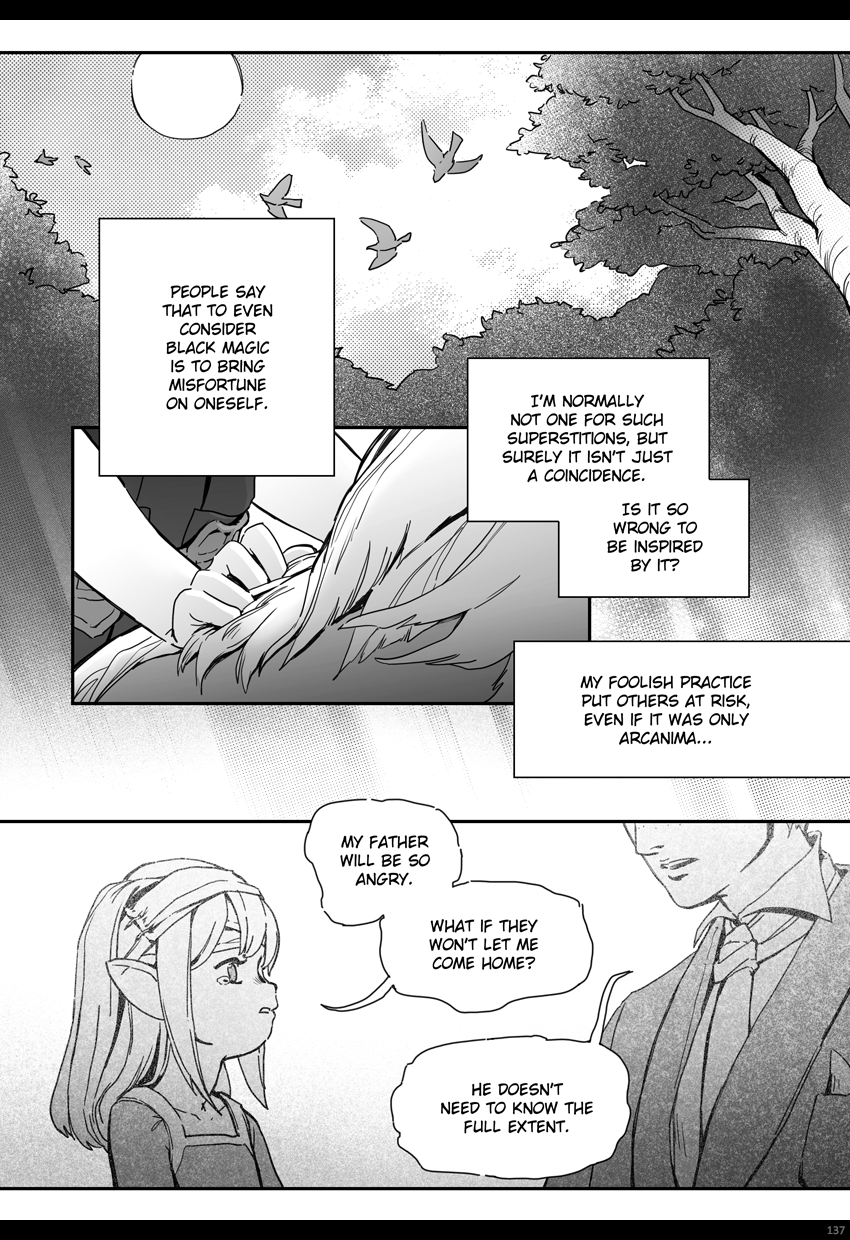 PEOPLE SAY
THAT TO EVEN
CONSIDER
BLACK MAGIC
IS TO BRING
MISFORTUNE
ON ONESELF.
I'M NORMALLY
NOT ONE FOR SUCH
SUPERSTITIONS, BUT
SURELY IT ISN'T JUST
A COINCIDENCE.
IS IT SO
WRONG TO
BE INSPIRED
BY IT?
MY FOOLISH PRACTICE
PUT OTHERS AT RISK,
EVEN IF IT WAS ONLY
ARCANIMA...
MY FATHER
WILL BE SO
ANGRY.
WHAT IF THEY
WON'T LET ME
COME HOME?
HE DOESN'T
NEED TO KNOW THE
FULL EXTENT.
137